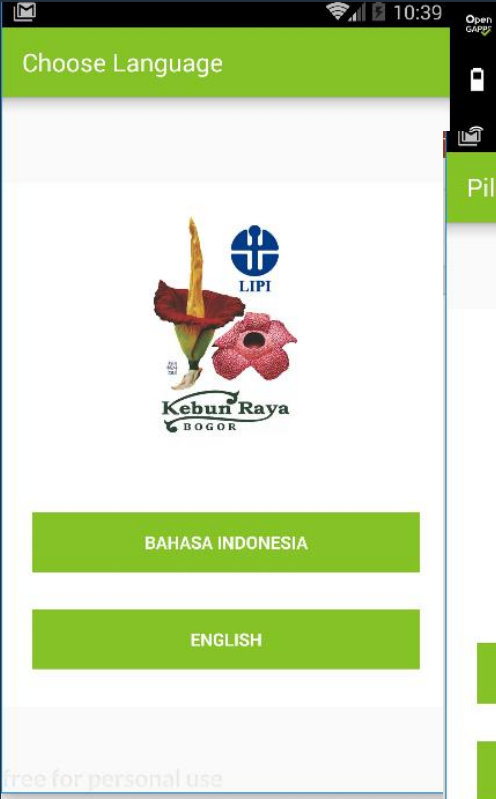 10:39
Open
GAPPS
Choose Language
Pil
LIPI
Kebun Raya
BOGOR
BAHASA INDONESIA
ENGLISH
free for personal use